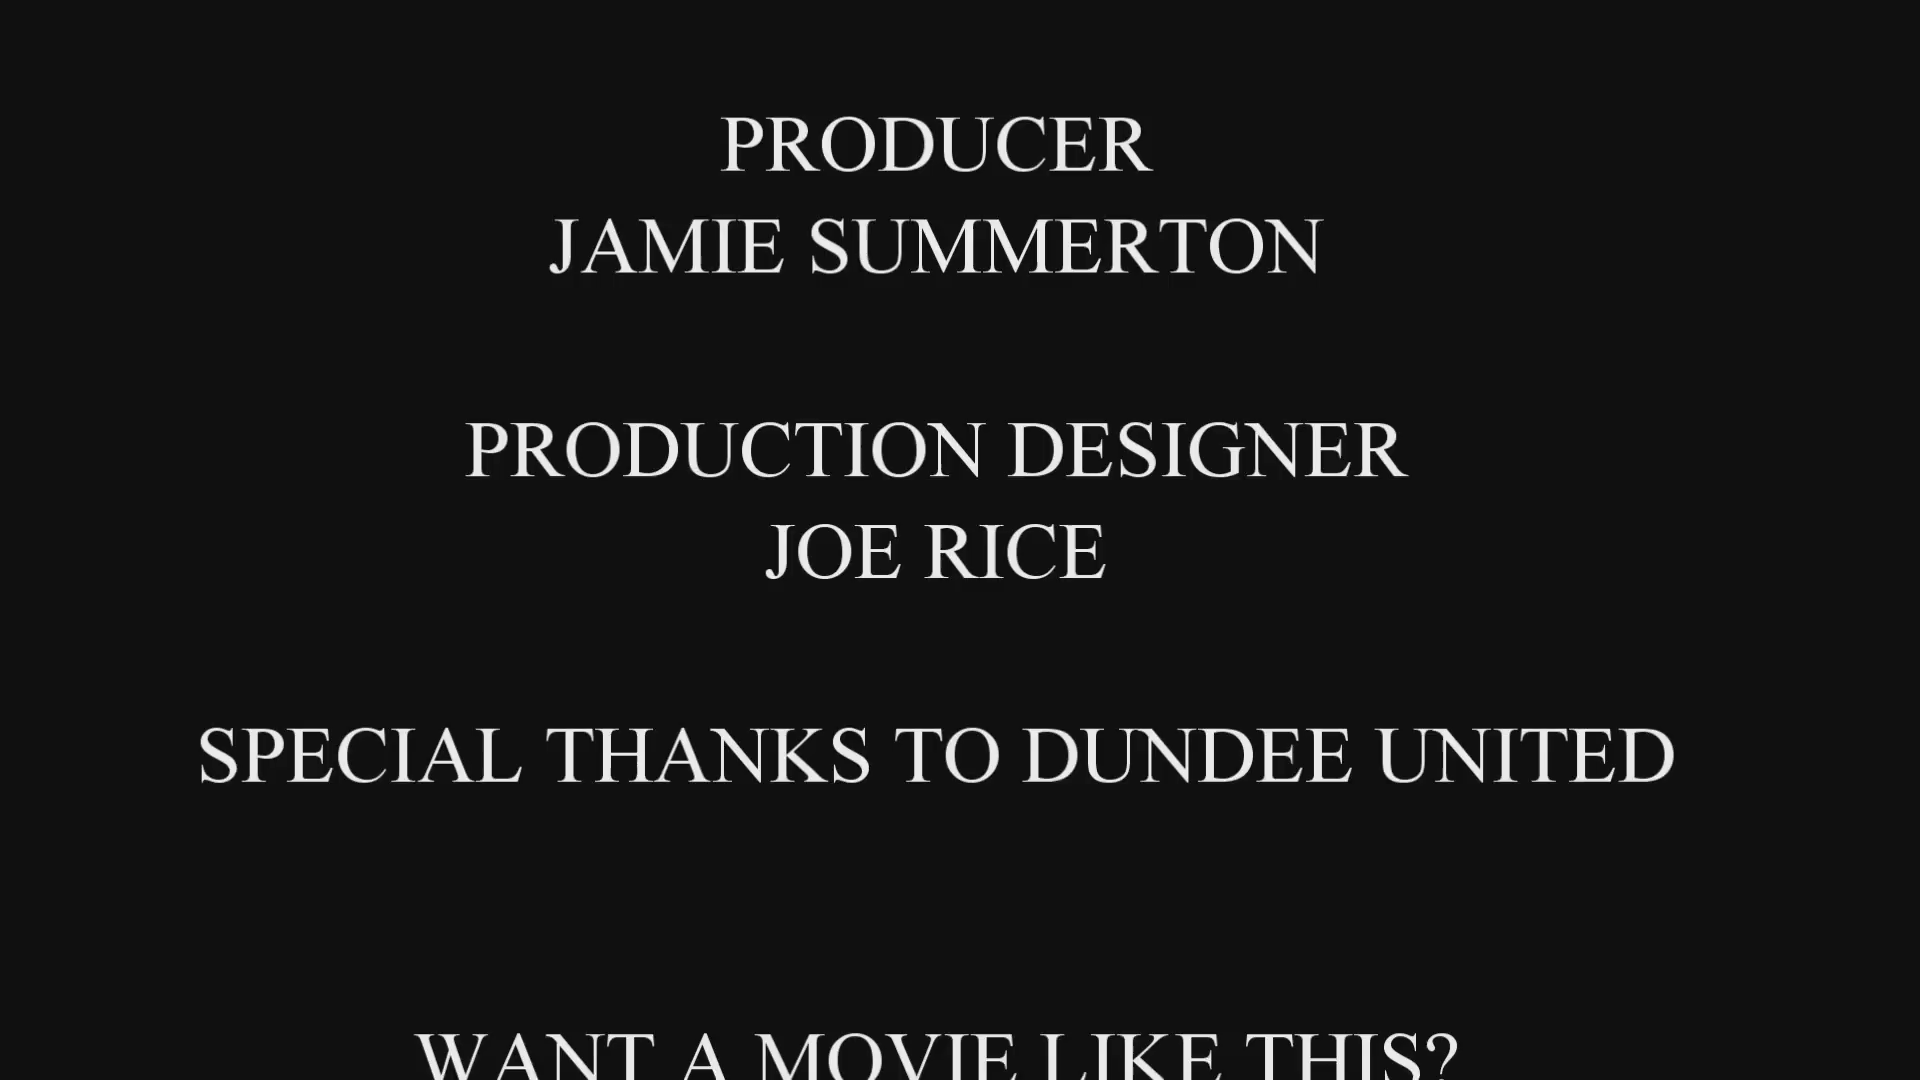 PRODUCER
JAMIE SUMMERTON
PRODUCTION DESIGNER
JOE RICE
SPECIAL THANKS TO DUNDEE UNITED
WANT A MOVIE LIKE THIS?